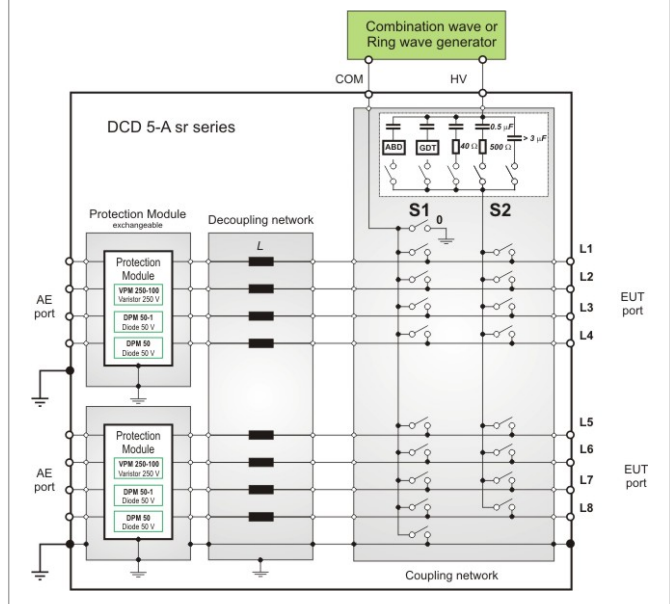 Combination wave or
Ring wave generator
COM
HV
DCD 5-A sr series
0.5 µF
> 3 µF
ABD
GDT
40 Ω
500 Ω
S1
0
S2
Protection Module
exchangeable
Decoupling network
L
L1
L2
L3
L4
AE
port
EUT
port
Protection
Module
VPM 250-100
Varistor 250 V
DPM 50-1
Diode 50 V
DPM 50
Diode 50 V
L5
L6
L7
L8
AE
port
EUT
port
Protection
Module
VPM 250-100
Varistor 250 V
DPM 50-1
Diode 50 V
DPM 50
Diode 50 V
Coupling network